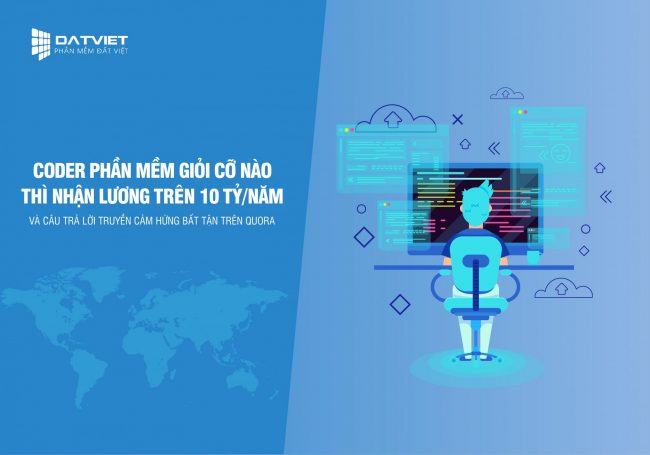 DATVIET
PHẦN MỀM ĐẤT VIỆT
CODER PHẦN MỀM GIỎI CỠ NÀO
THÌ NHẬN LƯƠNG TRÊN 10 TỶ/NĂM
VÀ CÂU TRẢ LỜI TRUYỀN CẢM HỨNG BẤT TẬN TRÊN QUORA